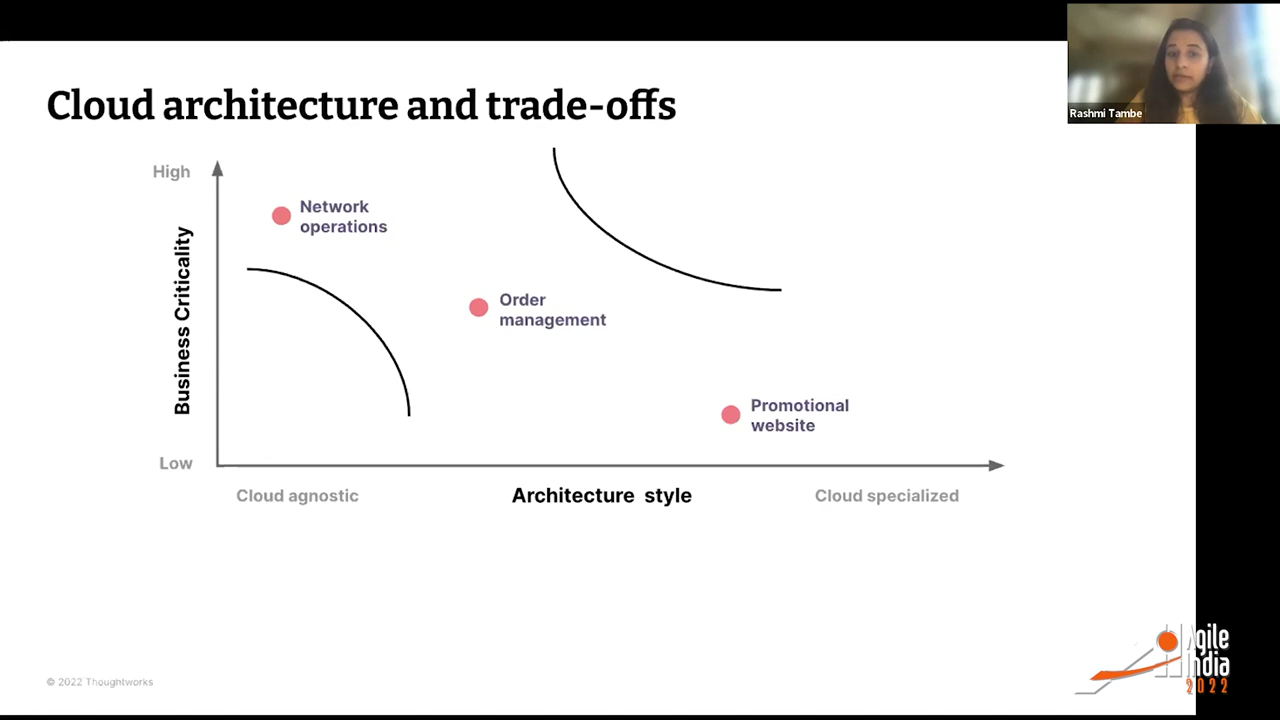 Cloud architecture and trade-offs
Rashmi Tambe
High
Business Criticality
Low
Network
operations
Order
management
Promotional
website
Cloud agnostic
Architecture style
Cloud specialized
© 2022 Thoughtworks
Agile
India
2022